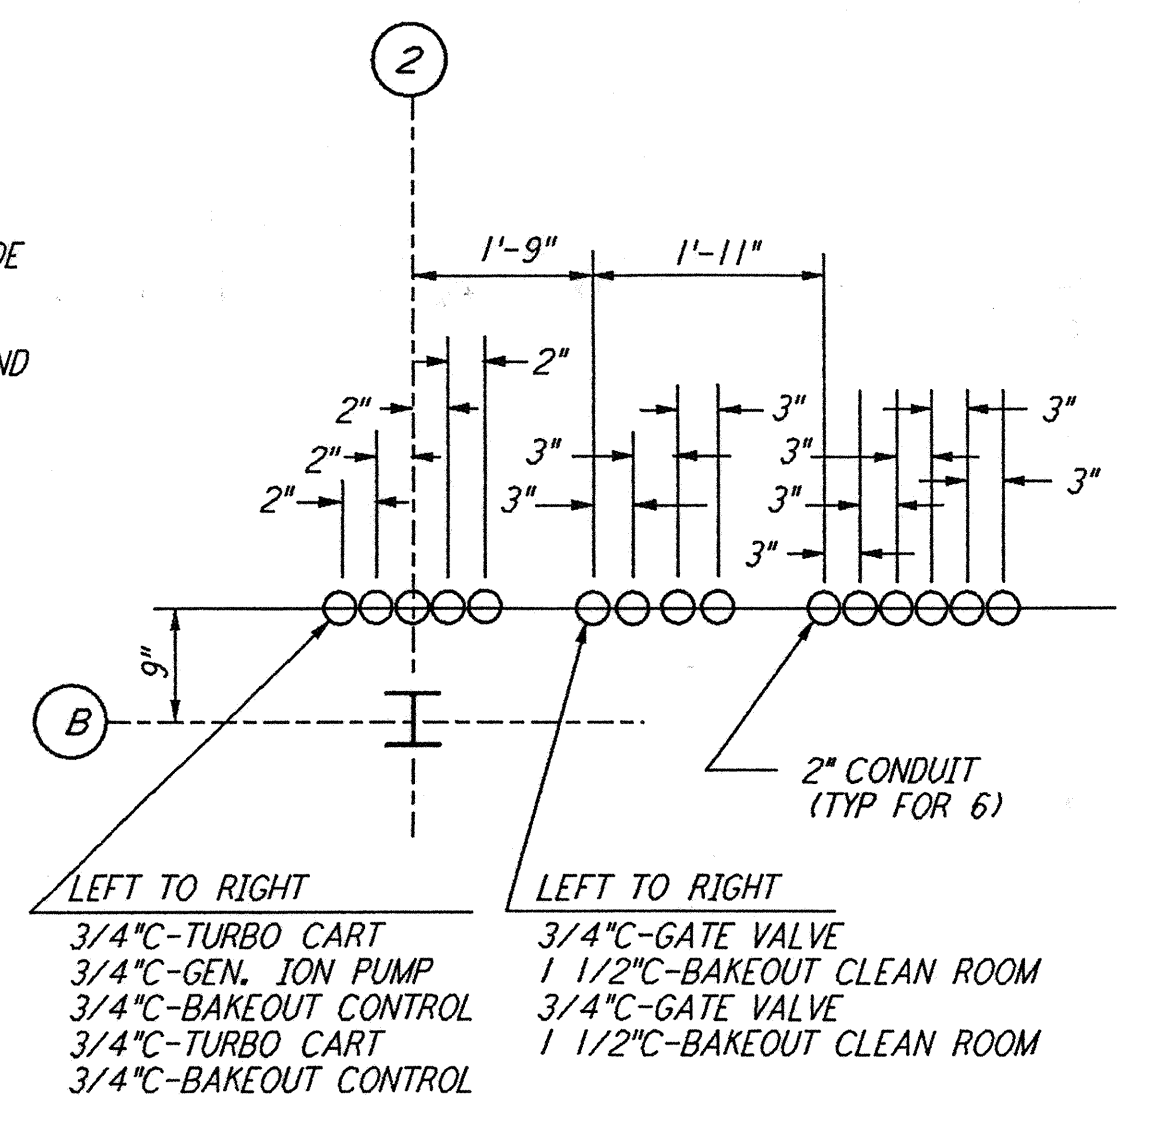 2
DE
ND
1'-9"
1'-11"
2"
2"
2"
2"
3"
3"
3"
3"
3"
3"
3"
3"
9"
B
2" CONDUIT
(TYP FOR 6)
LEFT TO RIGHT
3/4"C-TURBO CART
3/4"C-GEN. ION PUMP
3/4"C-BAKEOUT CONTROL
3/4"C-TURBO CART
3/4"C-BAKEOUT CONTROL
LEFT TO RIGHT
3/4"C-GATE VALVE
1 1/2"C-BAKEOUT CLEAN ROOM
3/4"C-GATE VALVE
1 1/2"C-BAKEOUT CLEAN ROOM